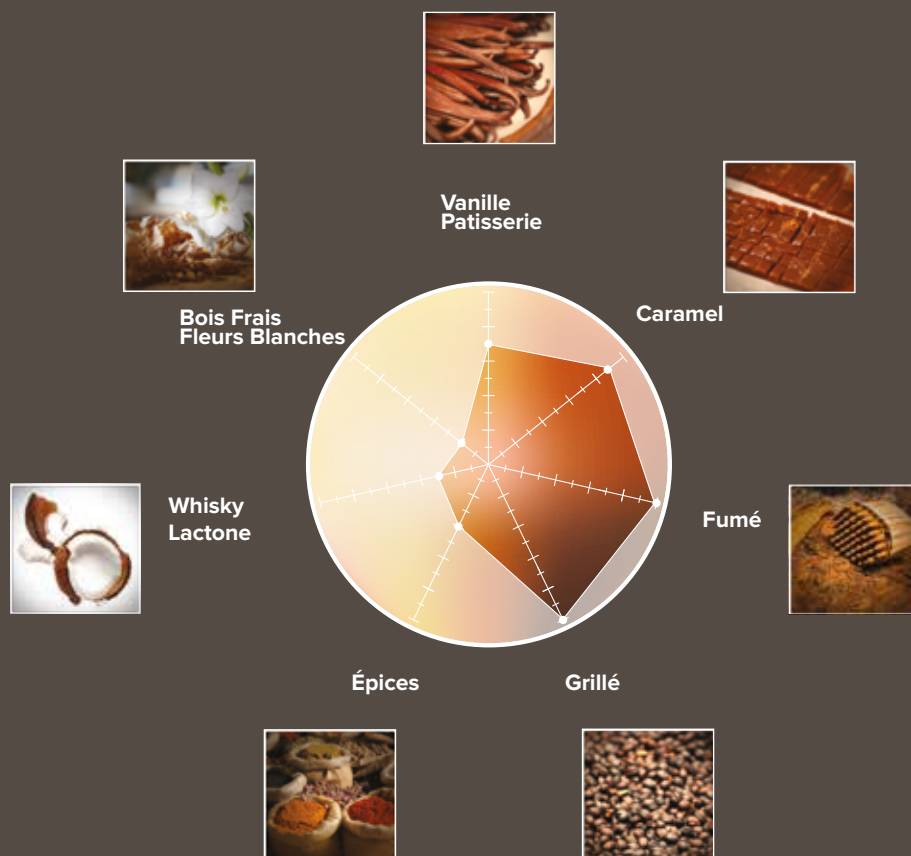 Vanille
Patisserie
Caramel
Bois Frais
Fleurs Blanches
Whisky
Lactone
Fumé
Épices
Grillé